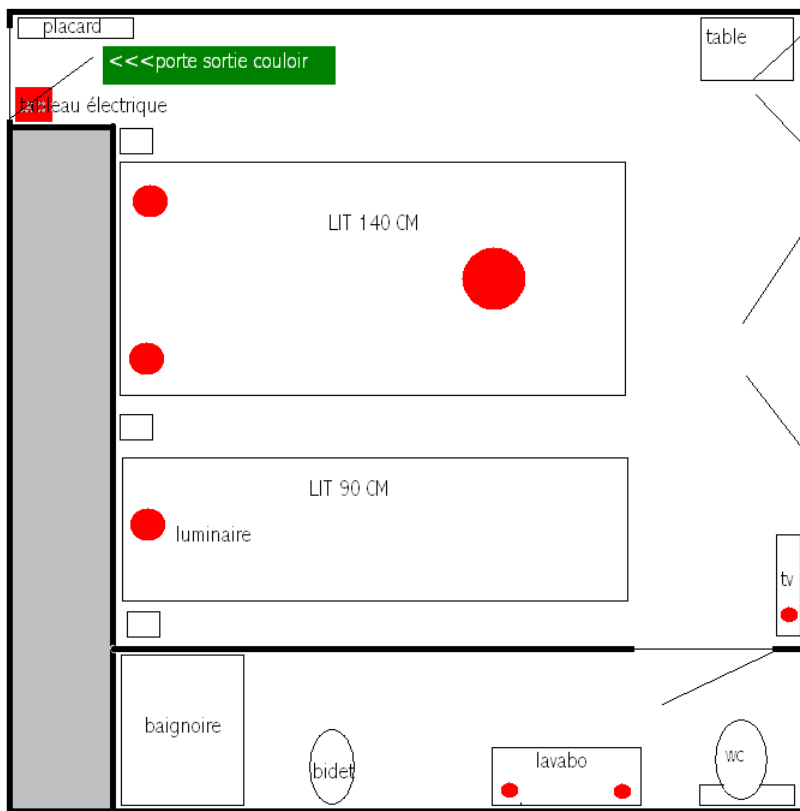 placard
table
<<<porte sortie couloir
tableau électrique
LIT 140 CM
LIT 90 CM
luminaire
tv
baignoire
bidet
lavabo
wc